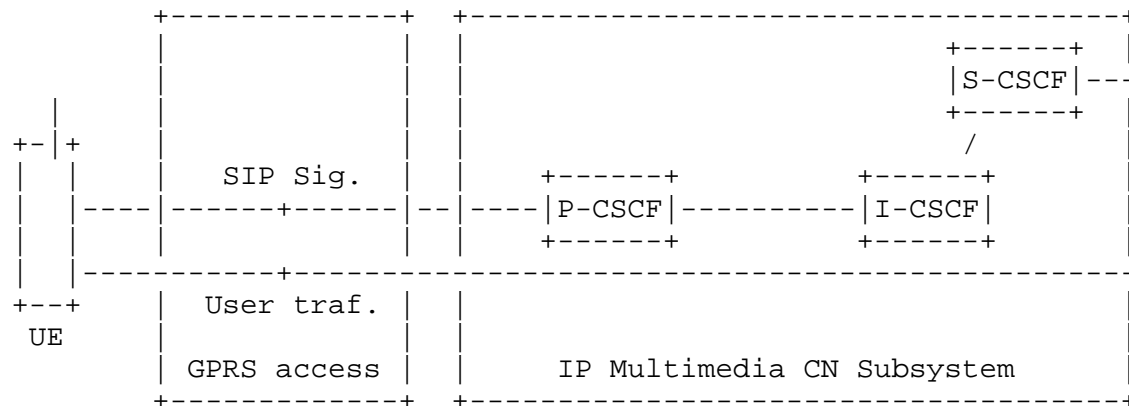 S-CSCF
SIP Sig.
P-CSCF I-CSCF
User traf.
UE
GPRS access IP Multimedia CN Subsystem